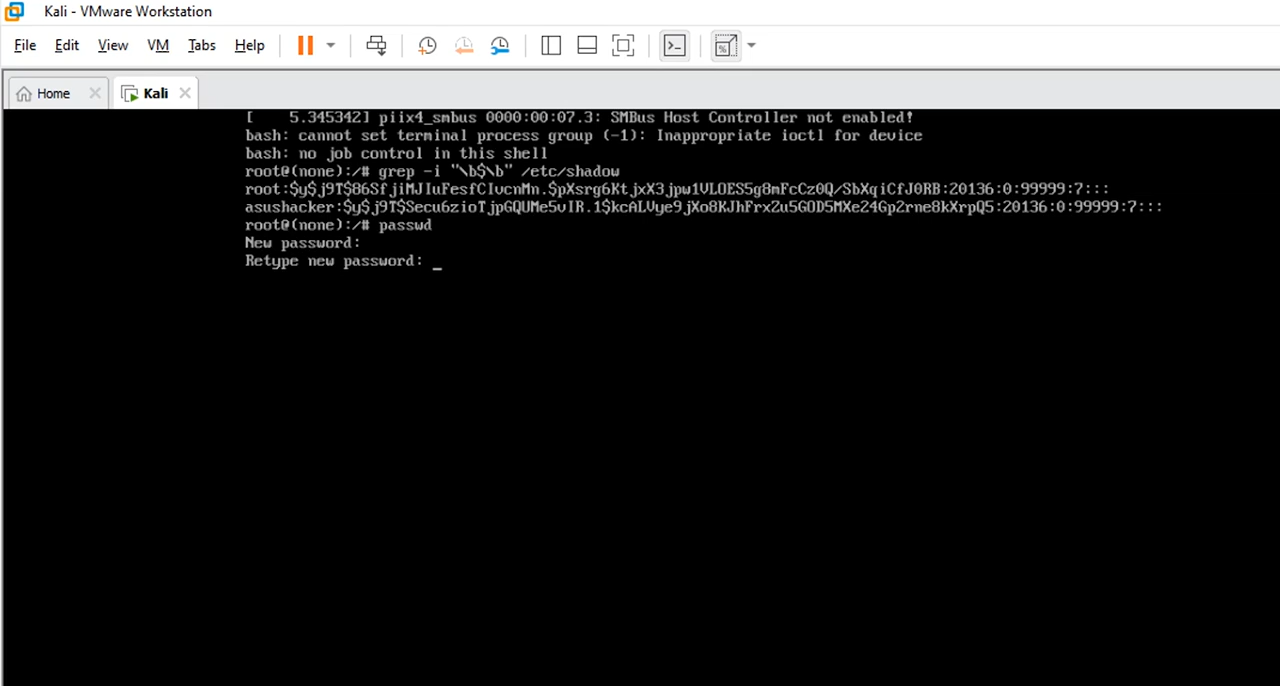 Kali - VMware Workstation
File Edit View VM Tabs Help
Home Kali
[    5.345342] piix4_smbus 0000:00:07.3: SMBus Host Controller not enabled!
bash: cannot set terminal process group (-1): Inappropriate ioctl for device
bash: no job control in this shell
root@(none):/# grep -i "\b$\b" /etc/shadow
root:$y$j9T$86SfjiMJIuFesfCIvcnMn.$pXsrg6KtjxX3jpw1VLOES5g8mFcCz0Q/SbXqiCfJ0RB:20136:0:99999:7:::
asushacker:$y$j9T$Secu6zioTjpGQUMe5vIR.1$kcALVye9jXo8KJhFrxZu5GOD5MXe24Gp2rne8kXrpQ5:20136:0:99999:7:::
root@(none):/# passwd
New password:
Retype new password: _